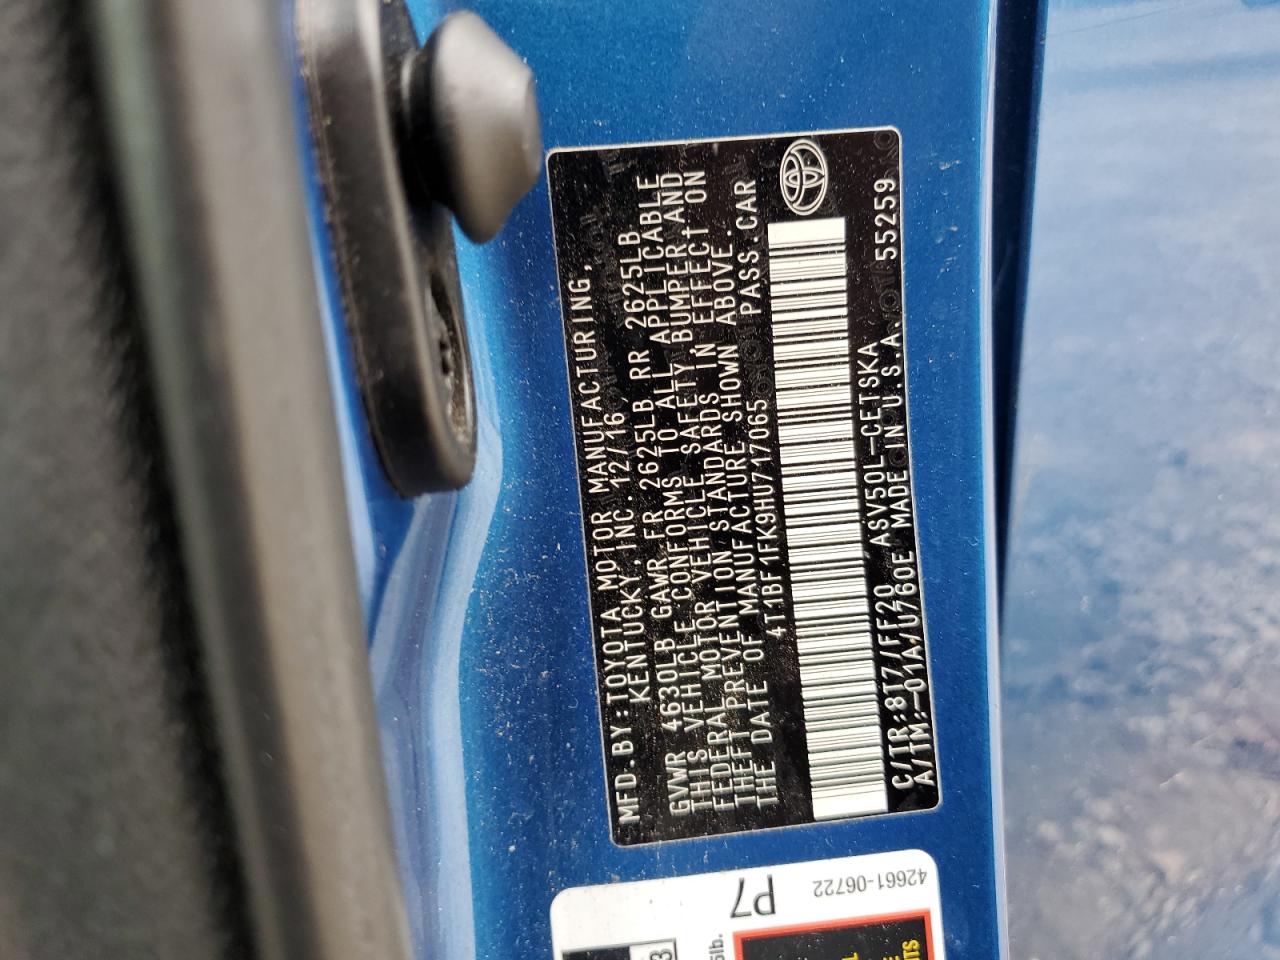 MFD.BY:TOYOTA MOTOR MANUFACTURING,
KENTUCKY,INC.12/16
GVWR 4630LB GAWR FR 2625LB RR 2625LB
THIS VEHICLE CONFORMS TO ALL APPLICABLE
FEDERAL MOTOR VEHICLE SAFETY,BUMPER AND
THEFT PREVENTION STANDARDS IN EFFECT ON
THE DATE OF MANUFACTURE SHOWN ABOVE.
4T1BF1FK9HU717065 PASS.CAR
C/TR:8T7/FF20 ASV50L-CETSKA
A/TM:-01A/U760E MADE IN U.S.A. 55259
P7
42661-06722